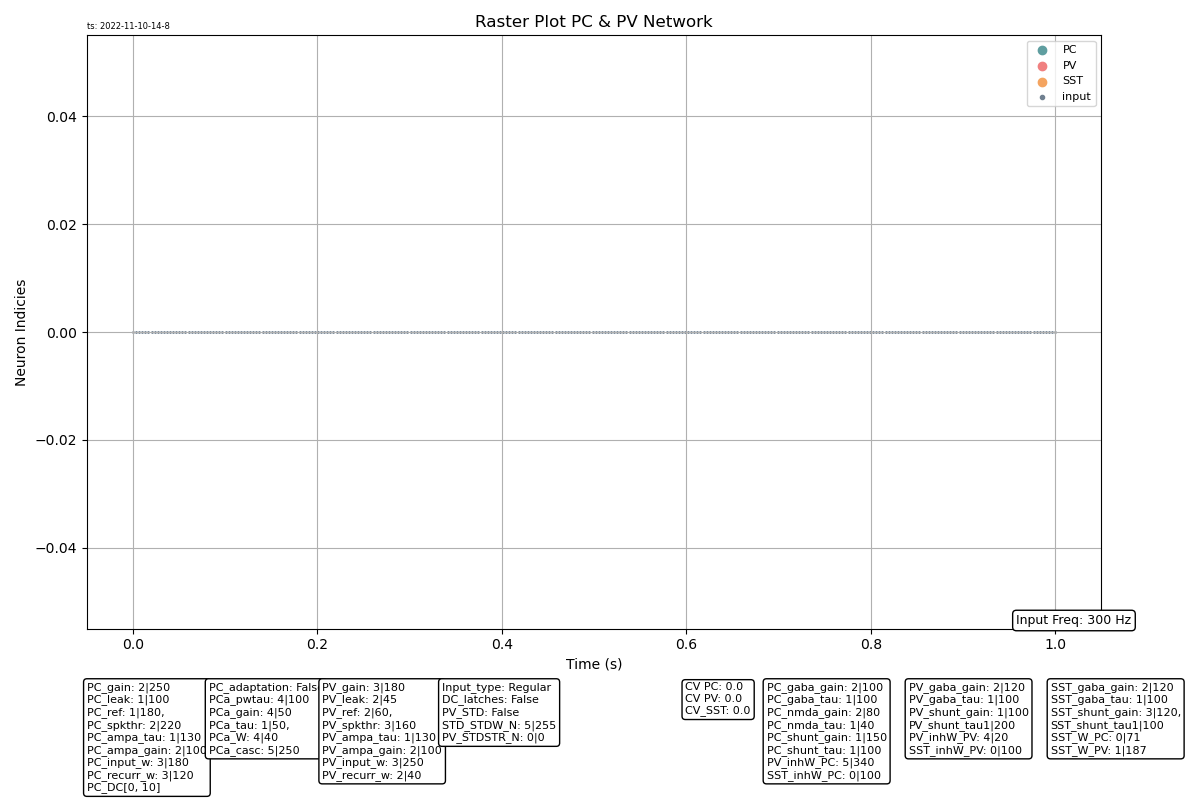 ts: 2022-11-10-14-8
Raster Plot PC & PV Network
PC
PV
SST
input
0.04
0.02
0.00
−0.02
−0.04
Neuron Indicies
0.0
0.2
0.4
0.6
0.8
1.0
Input Freq: 300 Hz
Time (s)
PC_gain: 2|250
PC_leak: 1|100
PC_ref: 1|180,
PC_spkthr: 2|220
PC_ampa_tau: 1|130
PC_ampa_gain: 2|100
PC_input_w: 3|180
PC_recurr_w: 3|120
PC_DC[0, 10]
PC_adaptation: False
PCa_pwtau: 4|100
PCa_gain: 4|50
PCa_tau: 1|50,
PCa_W: 4|40
PCa_casc: 5|250
PV_gain: 3|180
PV_leak: 2|45
PV_ref: 2|60,
PV_spkthr: 3|160
PV_ampa_tau: 1|130
PV_ampa_gain: 2|100
PV_input_w: 3|250
PV_recurr_w: 2|40
Input_type: Regular
DC_latches: False
PV_STD: False
STD_STDW_N: 5|255
PV_STDSTR_N: 0|0
CV PC: 0.0
CV PV: 0.0
CV_SST: 0.0
PC_gaba_gain: 2|100
PC_gaba_tau: 1|100
PC_nmda_gain: 2|80
PC_nmda_tau: 1|40
PC_shunt_gain: 1|150
PC_shunt_tau: 1|100
PV_inhW_PC: 5|340
SST_inhW_PC: 0|100
PV_gaba_gain: 2|120
PV_gaba_tau: 1|100
PV_shunt_gain: 1|100
PV_shunt_tau1|200
PV_inhW_PV: 4|20
SST_inhW_PV: 0|100
SST_gaba_gain: 2|120
SST_gaba_tau: 1|100
SST_shunt_gain: 3|120,
SST_shunt_tau1|100
SST_W_PC: 0|71
SST_W_PV: 1|187